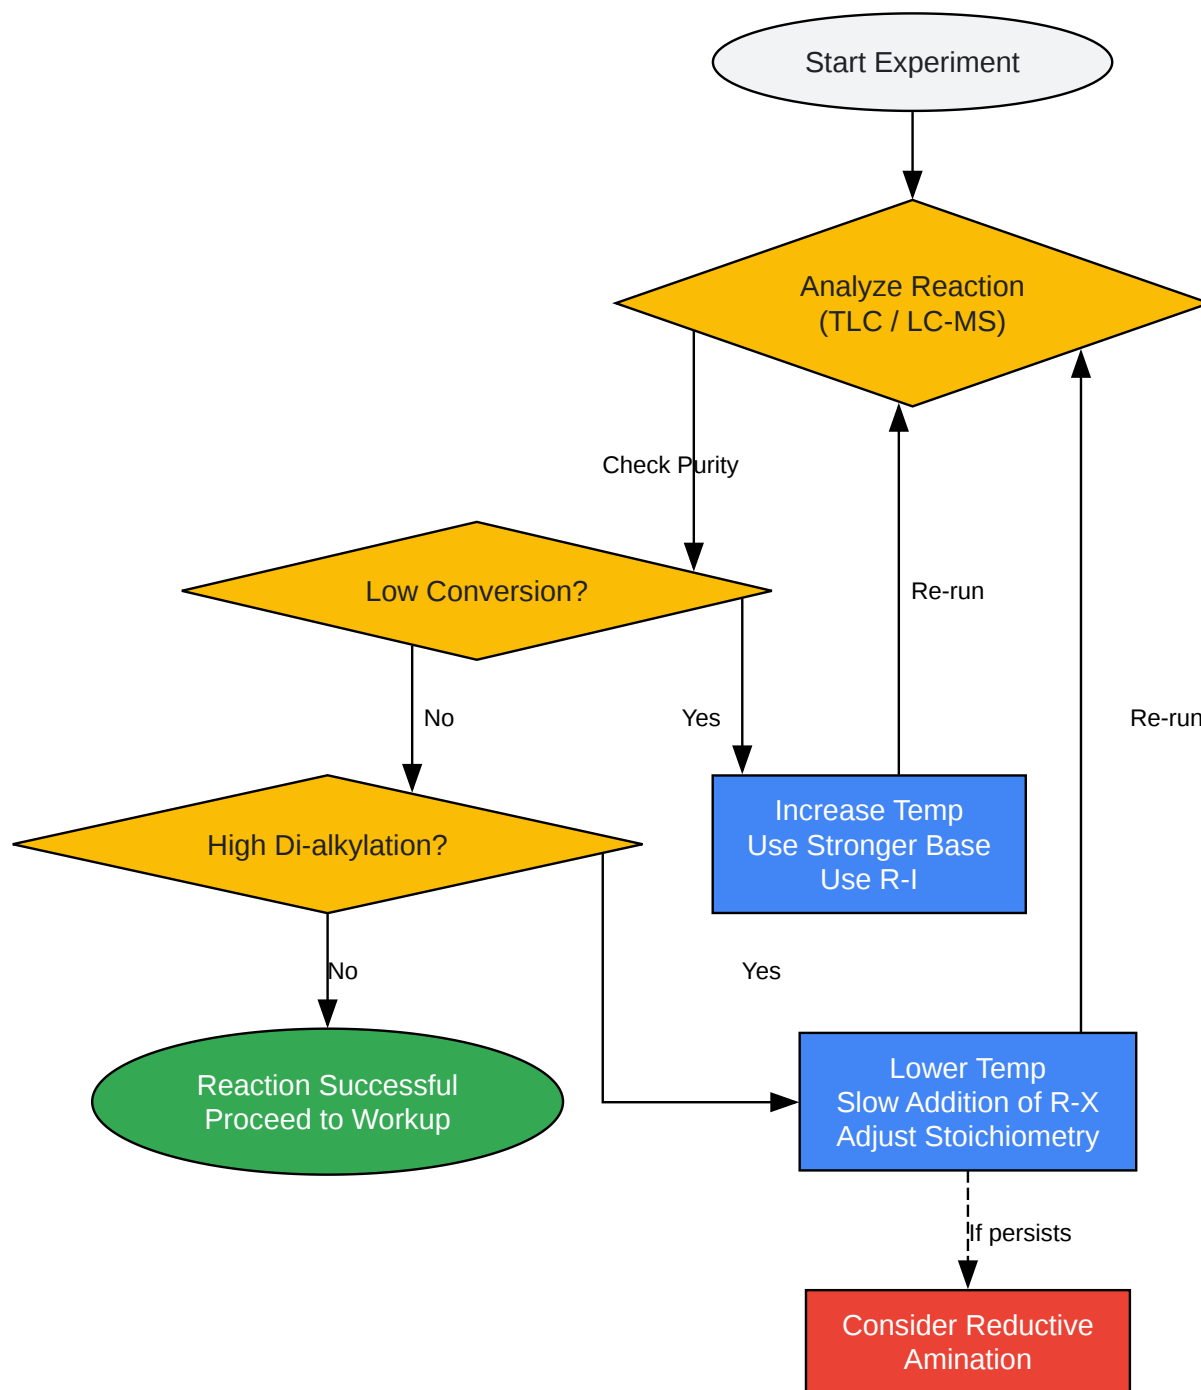 Start Experiment
Analyze Reaction
(TLC / LC-MS)
Check Purity
Low Conversion?
Re-run
No
Yes
Re-run
Increase Temp
Use Stronger Base
Use R-I
High Di-alkylation?
No
Yes
Reaction Successful
Proceed to Workup
Lower Temp
Slow Addition of R-X
Adjust Stoichiometry
If persists
Consider Reductive
Amination